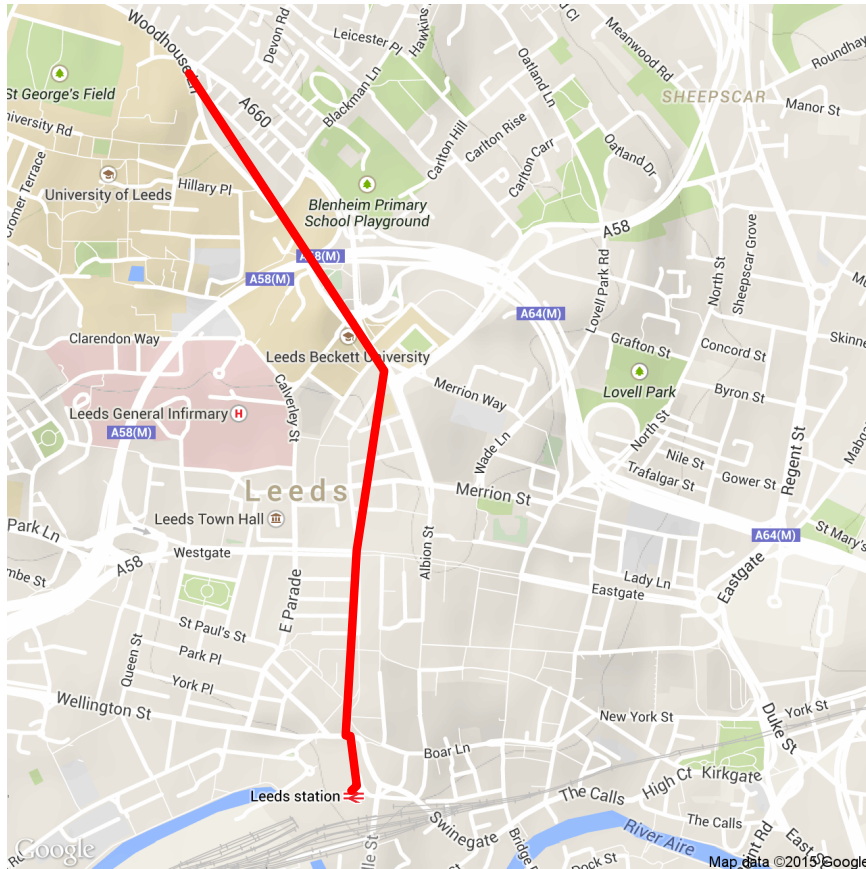 Woodhouse Ln
Devon Rd
Leicester Pl
Meanwood Rd
Roundhay
St George's Field
Blackman Ln
Oatland Ln
SHEEPSCAR
Manor St
A660
University Rd
Carlton Hill
Carlton Rise
Oatland Dr
Carlton Carr
Cromer Terrace
University of Leeds
Hillary Pl
Blenheim Primary
School Playground
A58
Sheepscar Grove
North St
A58(M)
A58(M)
Lovell Park Rd
A64(M)
Clarendon Way
Leeds Beckett University
Grafton St
Concord St
Skinne
Merrion Way
Lovell Park
Byron St
Calverley St
Leeds General Infirmary
H
A58(M)
North St
Wade Ln
Nile St
Gower St
Regent St
Trafalgar St
Leeds
Merrion St
Leeds Town Hall
Park Ln
A64(M)
St Mary's
Westgate
A58
Albion St
Lady Ln
Eastgate
Eastgate
E Parade
St Paul's St
Queen St
Park Pl
York Pl
Wellington St
New York St
York St
Duke St
Boar Ln
High Ct
Kirkgate
Leeds station
The Calls
The Calls
Swinegate
River Aire
East St
Google
Dock St
Map data ©2015 Google